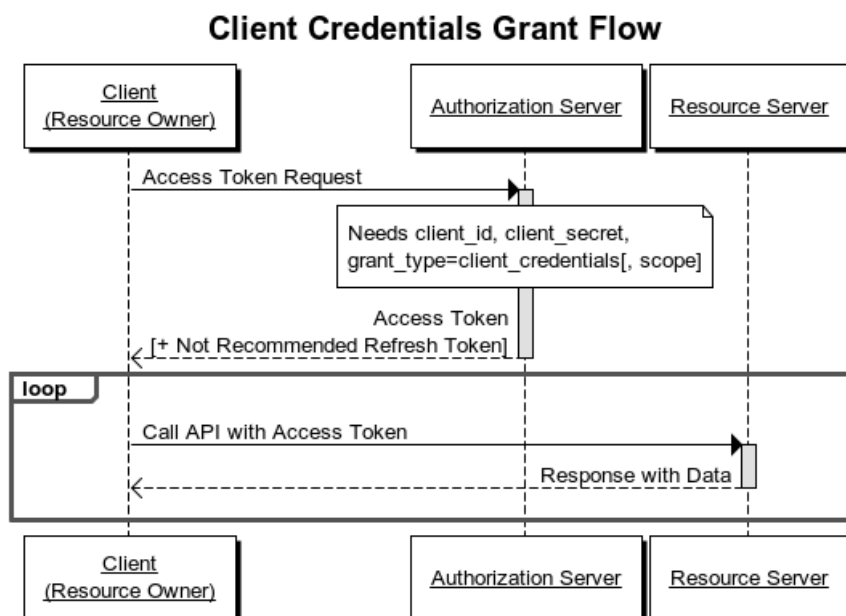 Client Credentials Grant Flow
Client
(Resource Owner)
Authorization Server
Resource Server
Access Token Request
Needs client_id, client_secret,
grant_type=client_credentials[, scope]
Access Token
[+ Not Recommended Refresh Token]
loop
Call API with Access Token
Response with Data
Client
(Resource Owner)
Authorization Server
Resource Server